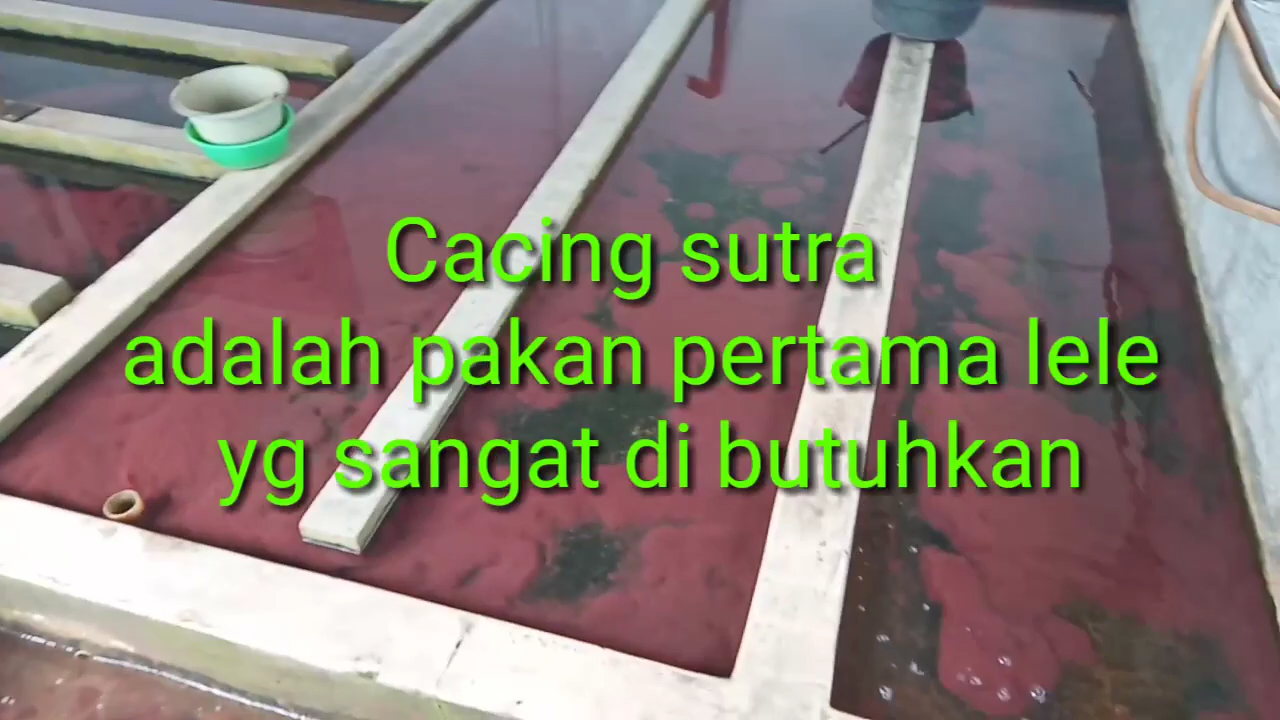 Cacing sutra
adalah pakan pertama lele
yg sangat di butuhkan